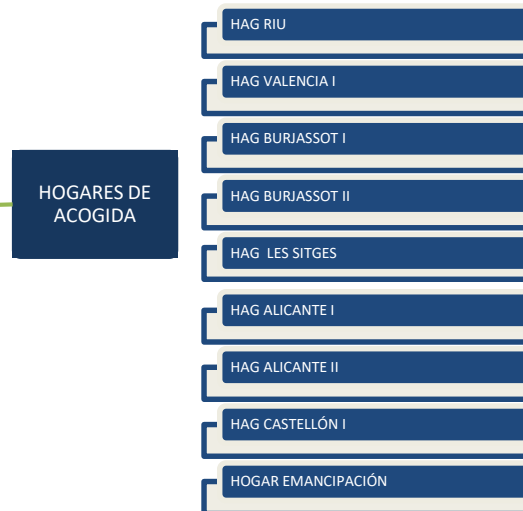 HOGARES DE
ACOGIDA
HAG RIU
HAG VALENCIA I
HAG BURJASSOT I
HAG BURJASSOT II
HAG LES SITGES
HAG ALICANTE I
HAG ALICANTE II
HAG CASTELLÓN I
HOGAR EMANCIPACIÓN